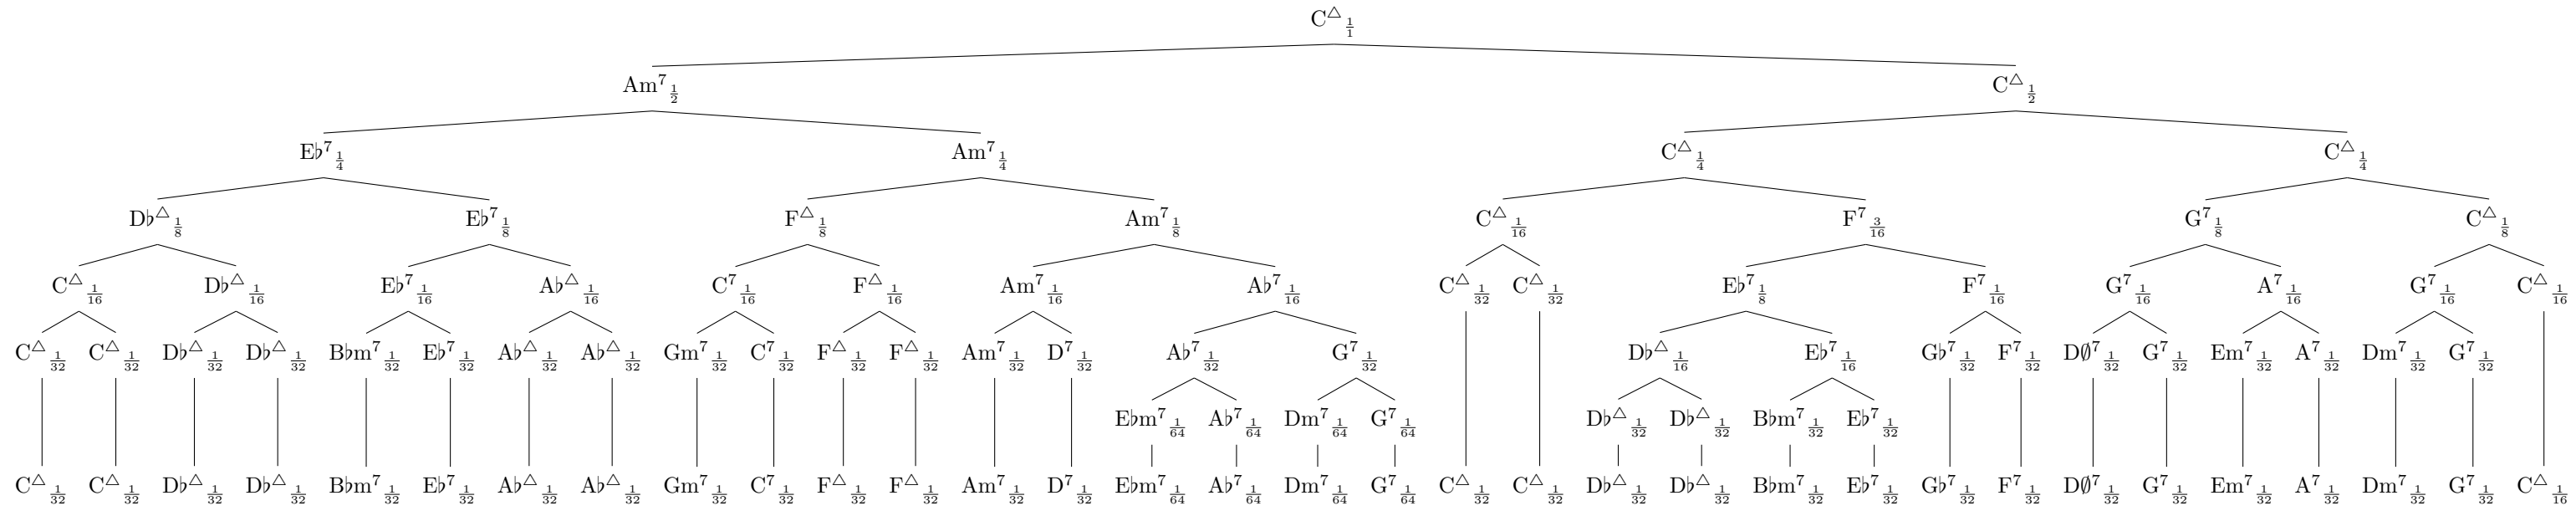 C△ 1/1
Am7 1/2 C△ 1/2
E♭7 1/4 Am7 1/4 C△ 1/4 C△ 1/4
D♭△ 1/8 E♭7 1/8 F△ 1/8 Am7 1/8 C△ 1/16 F7 3/16 G7 1/8 C△ 1/8
C△ 1/16 D♭△ 1/16 E♭7 1/16 A♭△ 1/16 C7 1/16 F△ 1/16 Am7 1/16 A♭7 1/16 C△ 1/32 C△ 1/32 E♭7 1/8 F7 1/16 G7 1/16 A7 1/16 G7 1/16 C△ 1/16
C△ 1/32 C△ 1/32 D♭△ 1/32 D♭△ 1/32 B♭m7 1/32 E♭7 1/32 A♭△ 1/32 A♭△ 1/32 Gm7 1/32 C7 1/32 F△ 1/32 F△ 1/32 Am7 1/32 D7 1/32 A♭7 1/32 G7 1/32 D♭△ 1/16 E♭7 1/16 G♭7 1/32 F7 1/32 DØ7 1/32 G7 1/32 Em7 1/32 A7 1/32 Dm7 1/32 G7 1/32
E♭m7 1/64 A♭7 1/64 Dm7 1/64 G7 1/64 D♭△ 1/32 D♭△ 1/32 B♭m7 1/32 E♭7 1/32
C△ 1/32 C△ 1/32 D♭△ 1/32 D♭△ 1/32 B♭m7 1/32 E♭7 1/32 A♭△ 1/32 A♭△ 1/32 Gm7 1/32 C7 1/32 F△ 1/32 F△ 1/32 Am7 1/32 D7 1/32 E♭m7 1/64 A♭7 1/64 Dm7 1/64 G7 1/64 C△ 1/32 C△ 1/32 D♭△ 1/32 D♭△ 1/32 B♭m7 1/32 E♭7 1/32 G♭7 1/32 F7 1/32 DØ7 1/32 G7 1/32 Em7 1/32 A7 1/32 Dm7 1/32 G7 1/32 C△ 1/16